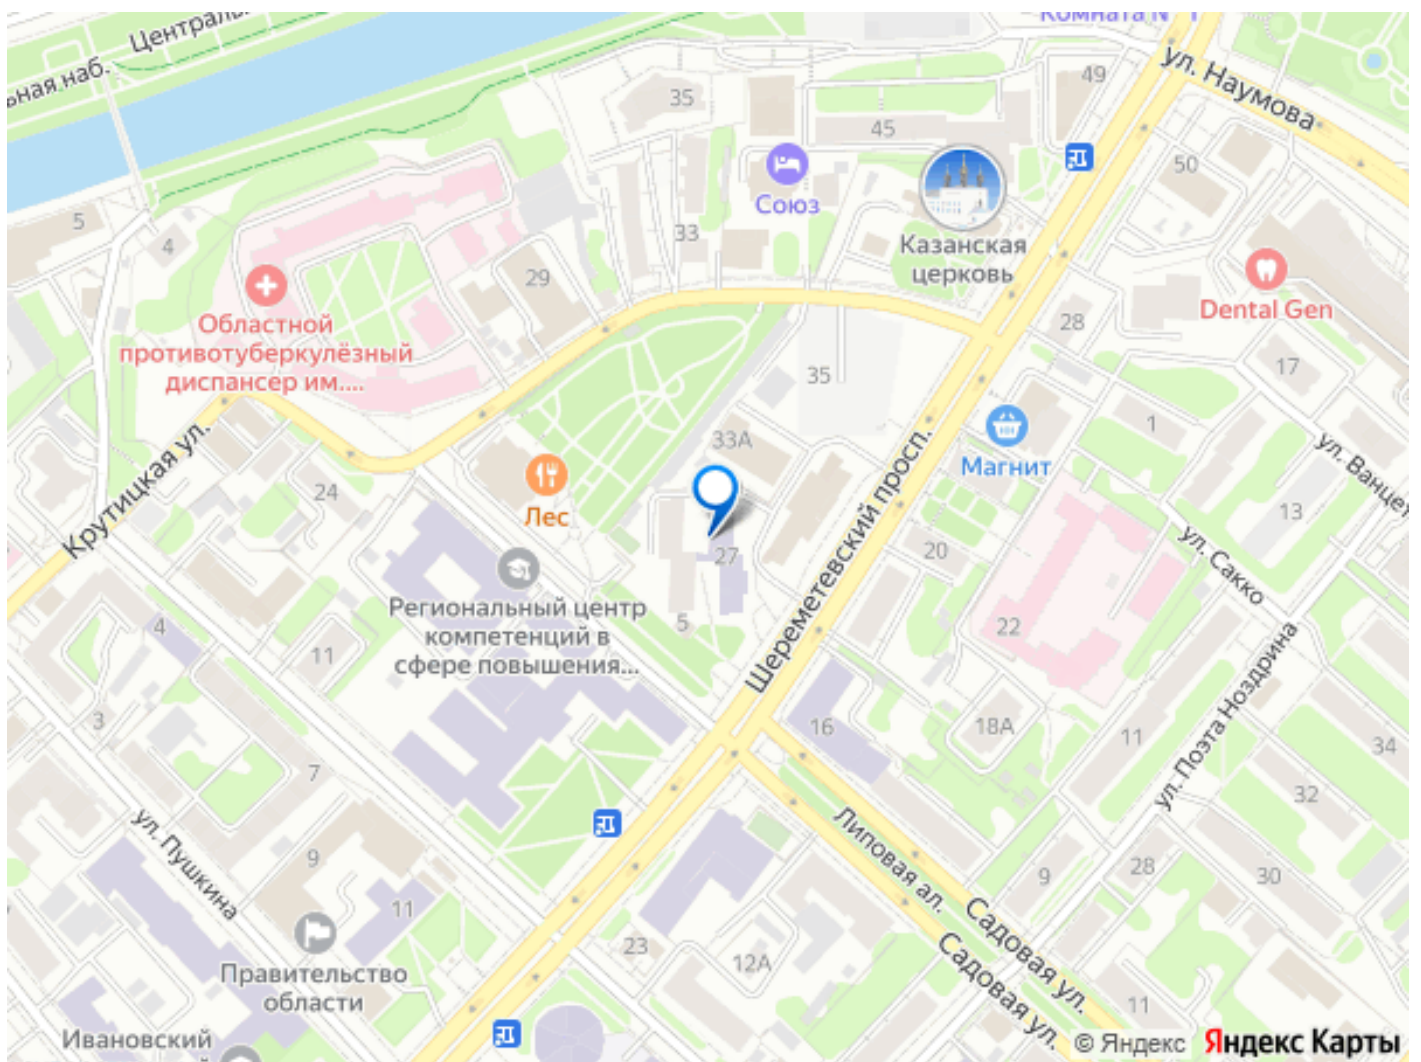 Централь
ьная наб.
Комната № 1
ул. Наумова
49
35
45
50
5
4
Союз
33
Казанская
церковь
29
Dental Gen
Областной
противотуберкулёзный
диспансер им....
28
17
35
1
33А
Магнит
Крутицкая ул.
24
Лес
ул. Ванцет
13
ул. Сакко
20
27
Шереметевский просп.
Региональный центр
компетенций в
сфере повышения...
4
11
5
22
ул. Поэта Ноздрина
3
16
18А
11
34
7
32
ул. Пушкина
9
Липовая ал.
9
28
30
11
Садовая ул.
Правительство
области
23
12А
Садовая ул.
11
Ивановский
© Яндекс Яндекс Карты